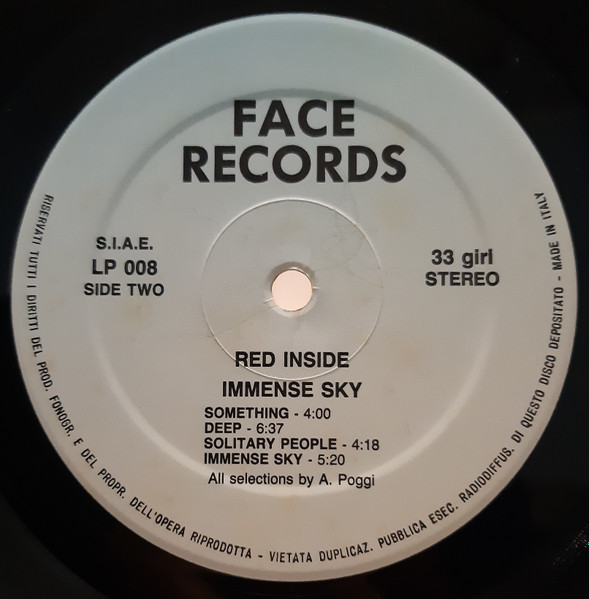 FACE
RECORDS
S.I.A.E.
LP 008
SIDE TWO
33 girl
STEREO
RED INSIDE
IMMENSE SKY
SOMETHING - 4:00
DEEP - 6:37
SOLITARY PEOPLE - 4:18
IMMENSE SKY - 5:20
All selections by A. Poggi
RISERVATI TUTTI I DIRITTI DEL PROD. FONOGR. E DEL PROPR. DELL'OPERA RIPRODOTTA - VIETATA DUPLICAZ. PUBBLICA ESEC. RADIODIFFUS. DI QUESTO DISCO DEPOSITATO - MADE IN ITALY